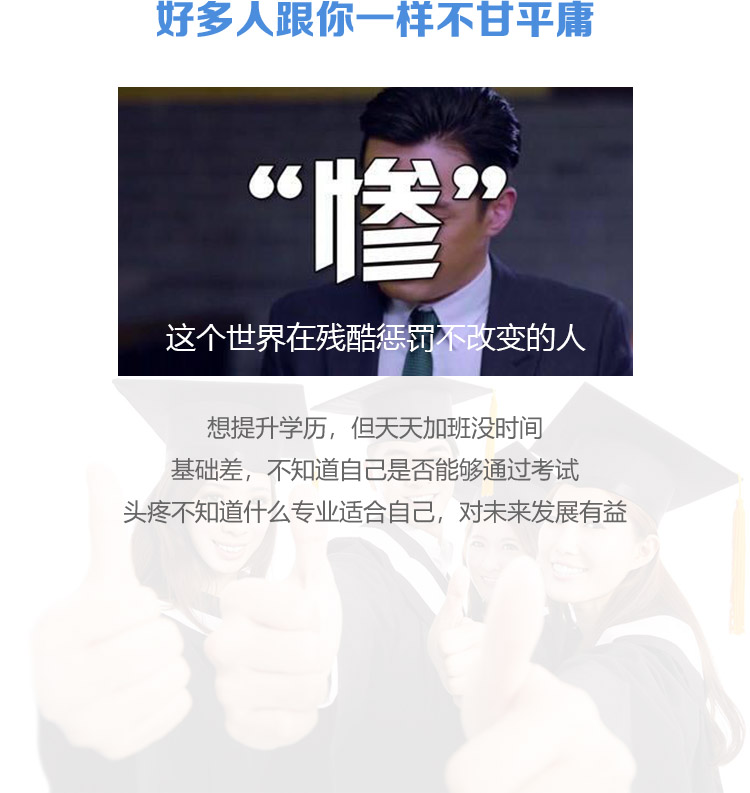 好多人跟你一样不甘平庸
“惨”
这个世界在残酷惩罚不改变的人
想提升学历，但天天加班没时间
基础差，不知道自己是否能够通过考试
头疼不知道什么专业适合自己，对未来发展有益